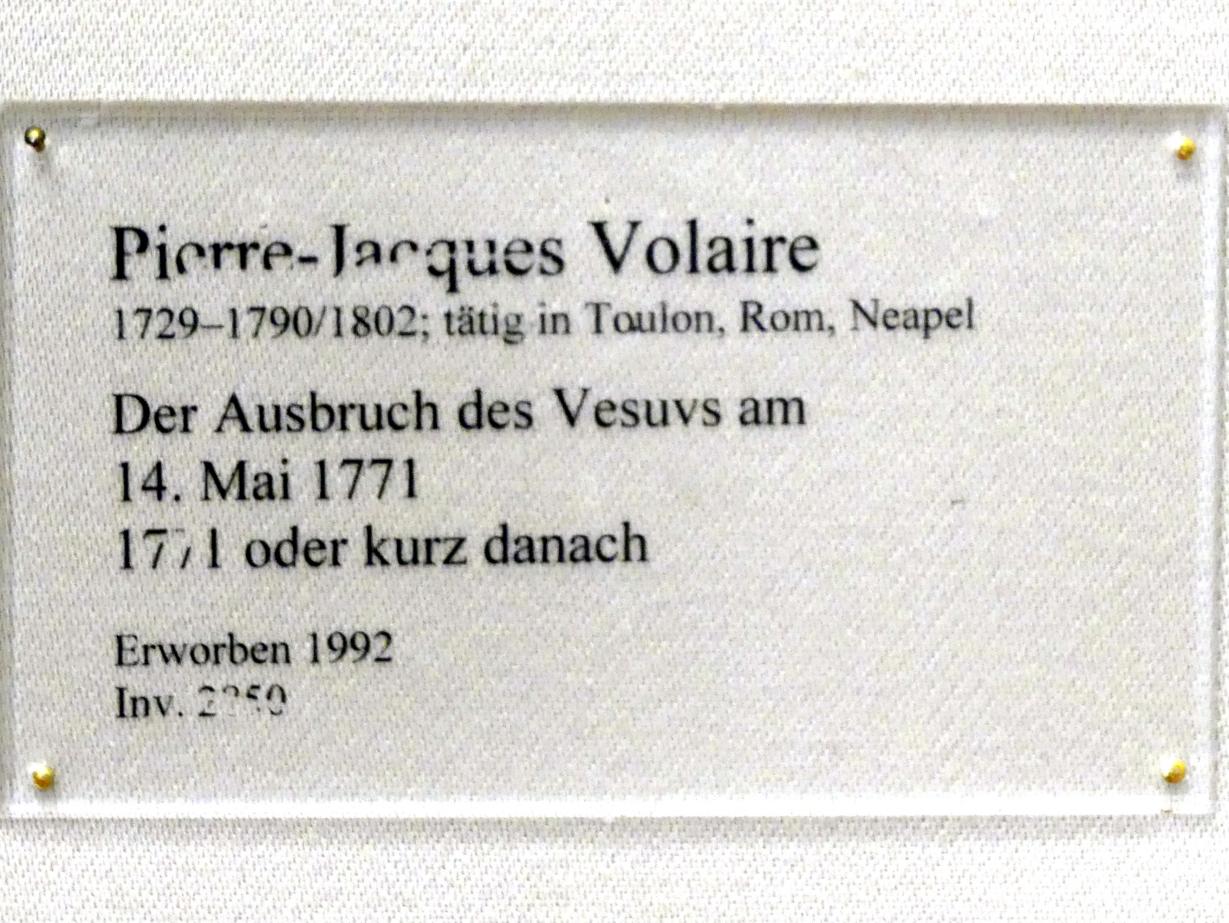 Pierre-Jacques Volaire
1729–1790/1802; tätig in Toulon, Rom, Neapel
Der Ausbruch des Vesuvs am
14. Mai 1771
1771 oder kurz danach
Erworben 1992
Inv.